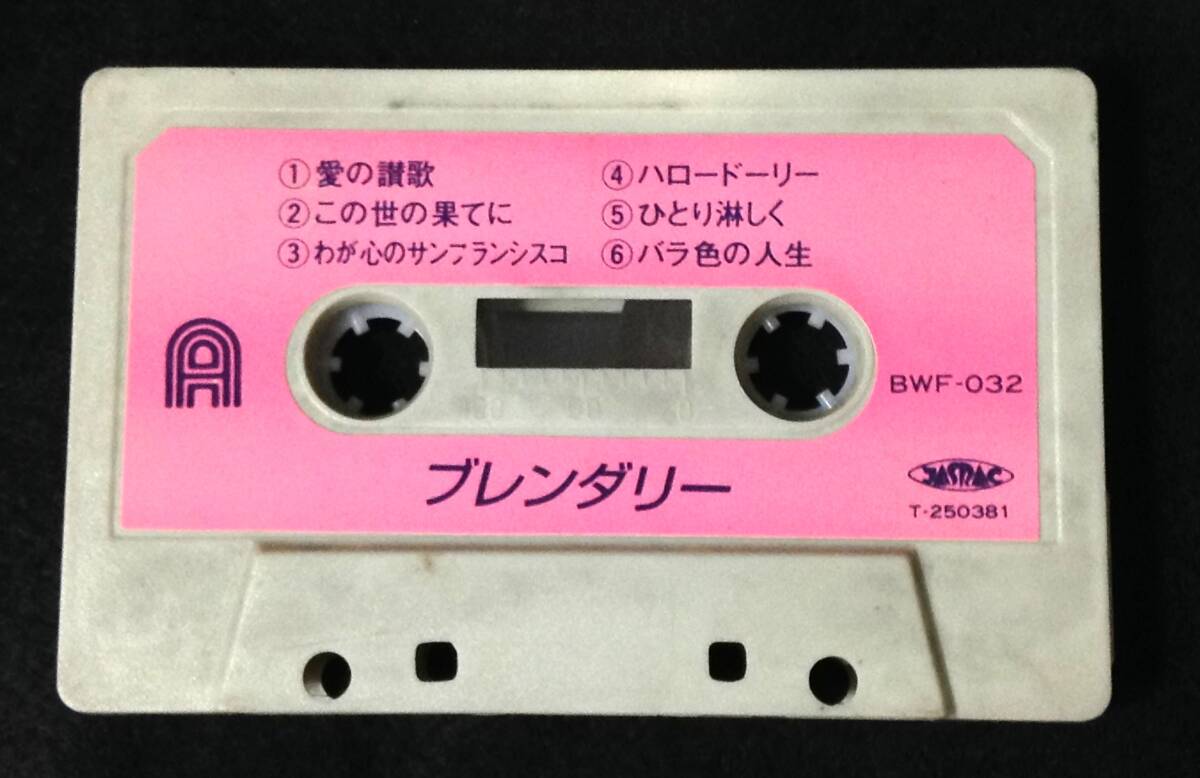 ①愛の讃歌
②この世の果てに
③わが心のサンフランシスコ
④ハロードーリー
⑤ひとり淋しく
⑥バラ色の人生
A
BWF-032
ブレンダリー
JASRAC
T-250381